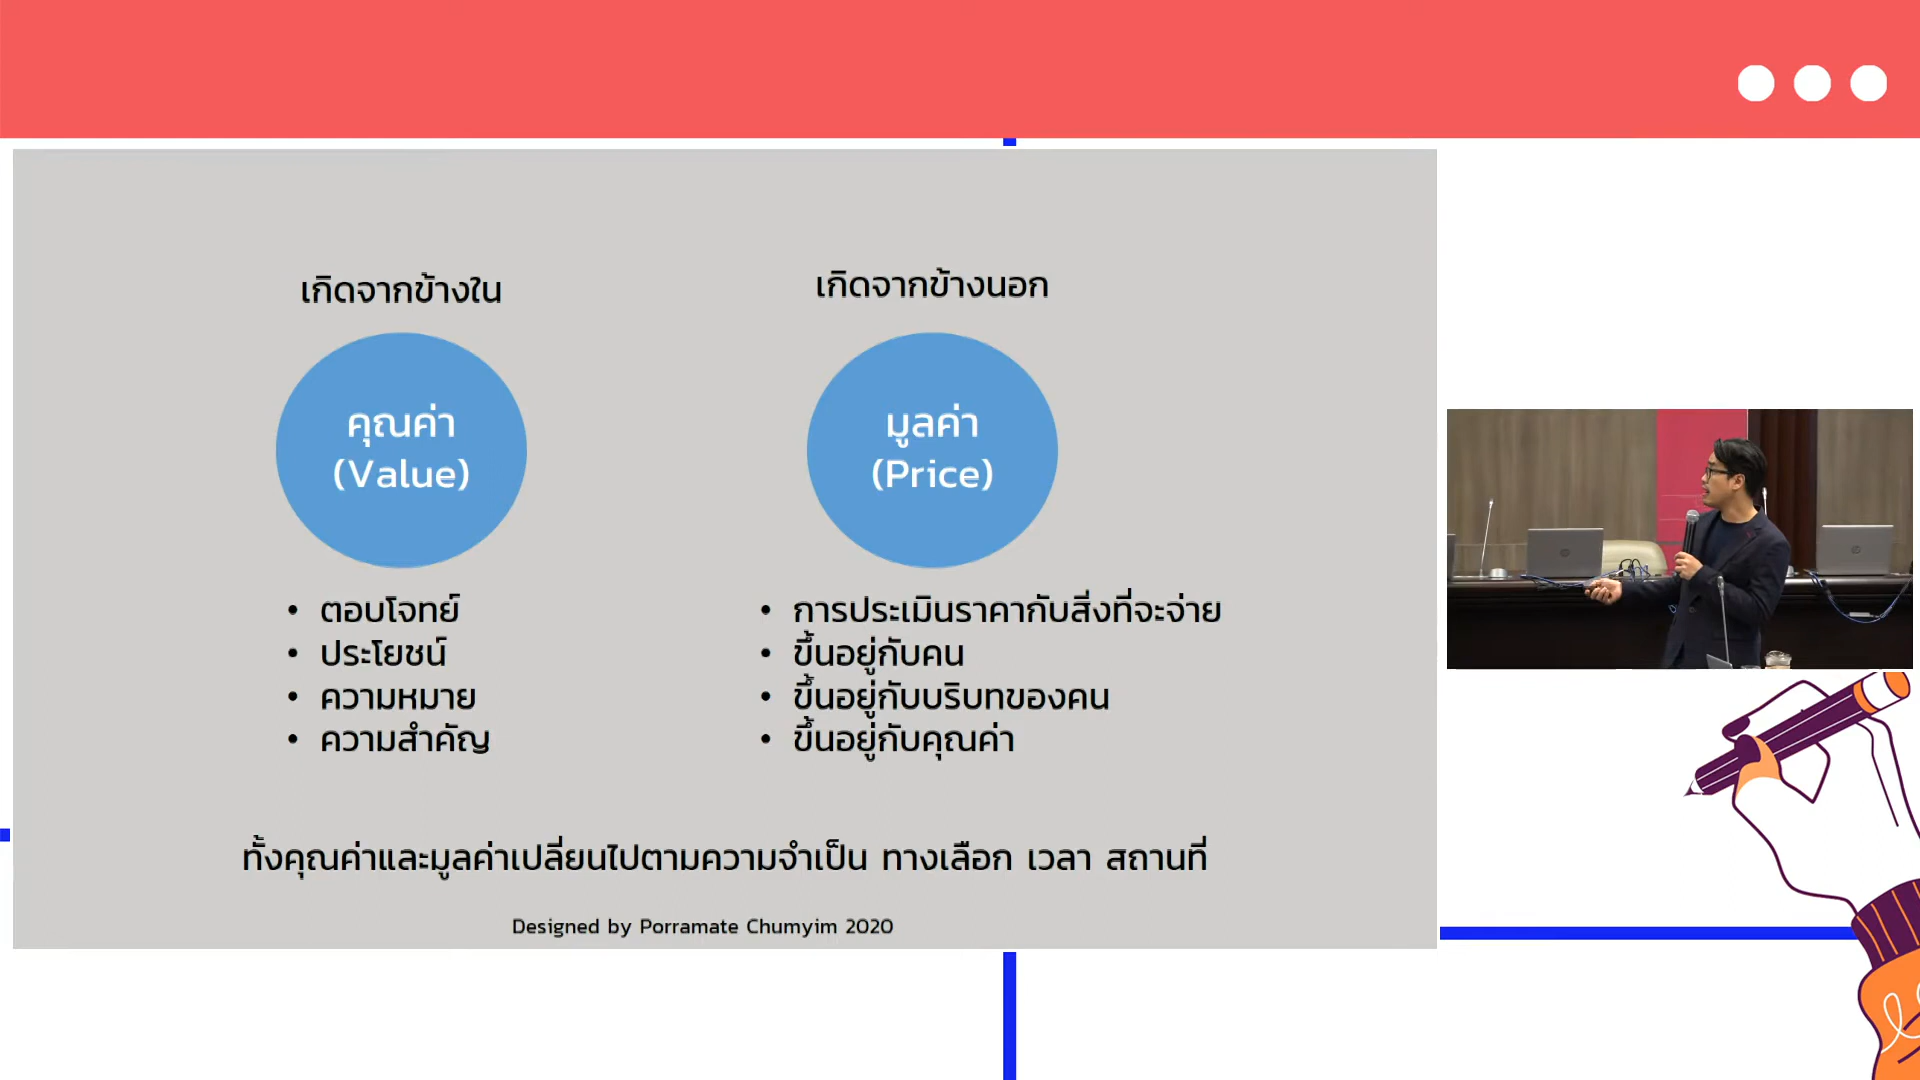 เกิดจากข้างใน
คุณค่า
(Value)
• ตอบโจทย์
• ประโยชน์
• ความหมาย
• ความสำคัญ
เกิดจากข้างนอก
มูลค่า
(Price)
• การประเมินราคากับสิ่งที่จะจ่าย
• ขึ้นอยู่กับคน
• ขึ้นอยู่กับบริบทของคน
• ขึ้นอยู่กับคุณค่า
ทั้งคุณค่าและมูลค่าเปลี่ยนไปตามความจำเป็น ทางเลือก เวลา สถานที่
Designed by Porramate Chumyim 2020